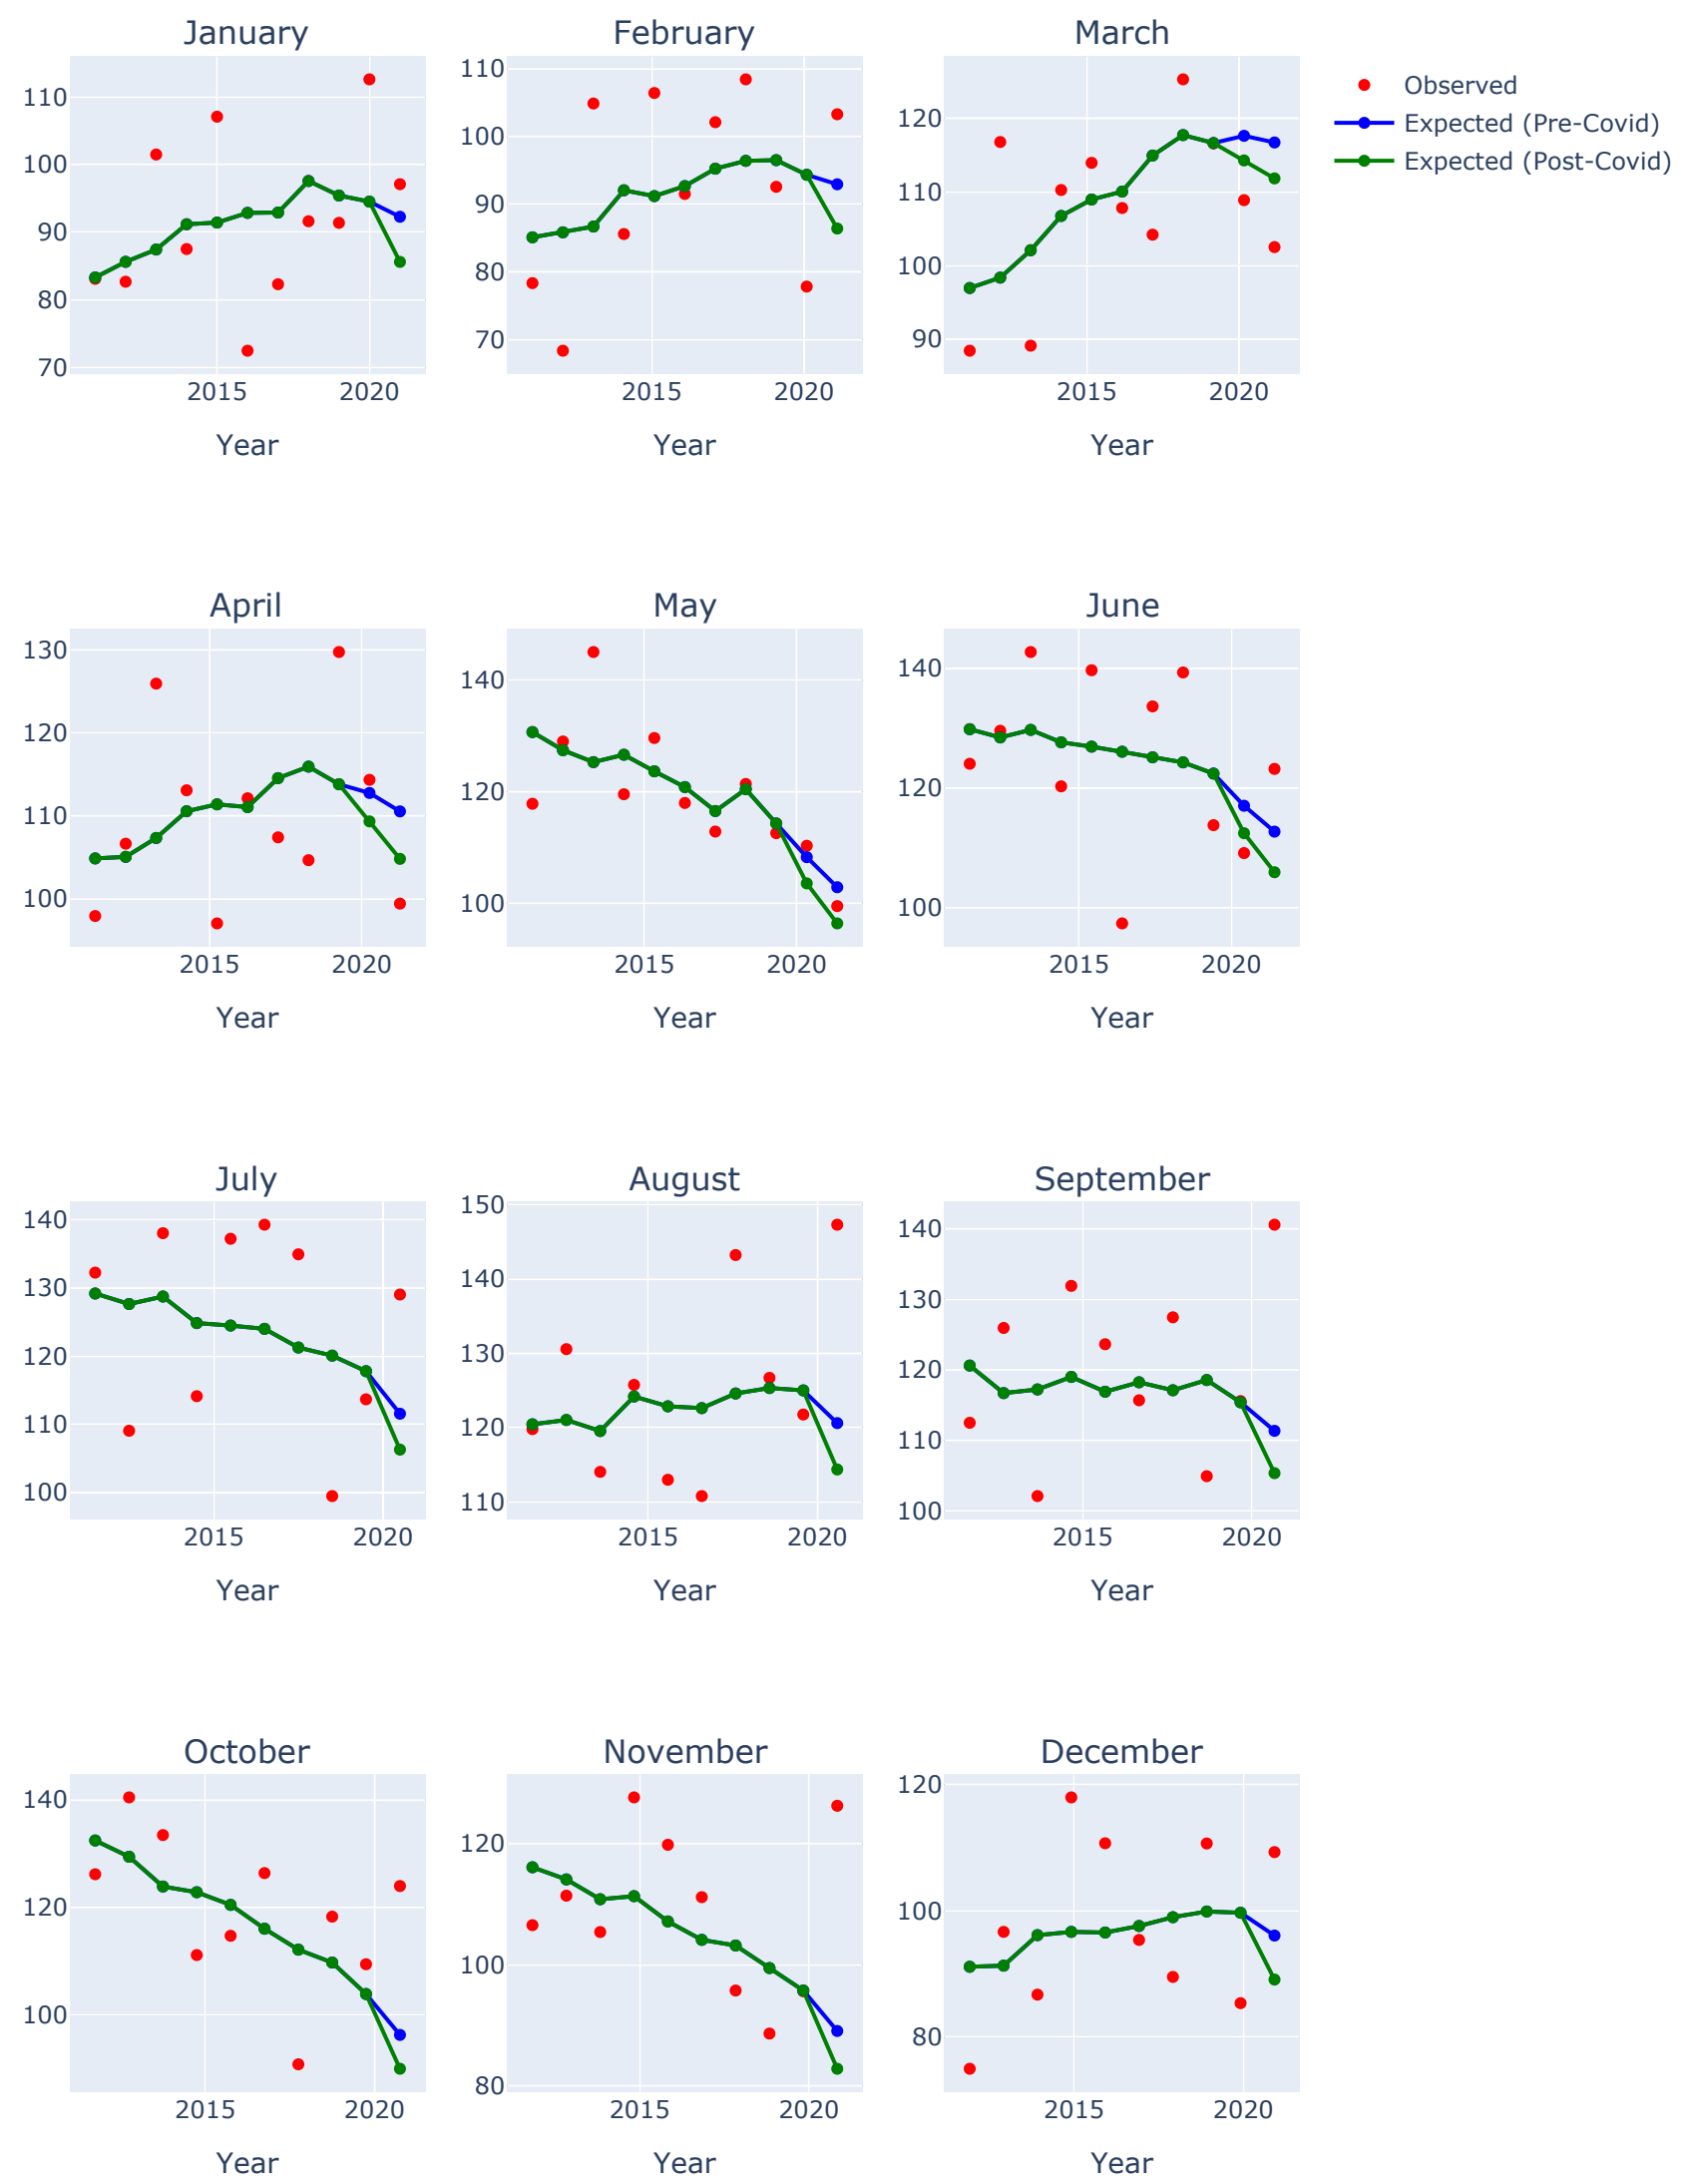 January
February
March
110
100
90
80
70
2015
2020
Year
110
100
90
80
70
2015
2020
Year
120
110
100
90
2015
2020
Year
Observed
Expected (Pre-Covid)
Expected (Post-Covid)
April
May
June
130
120
110
100
2015
2020
Year
140
120
100
2015
2020
Year
140
120
100
2015
2020
Year
July
August
September
140
130
120
110
100
2015
2020
Year
150
140
130
120
110
2015
2020
Year
140
130
120
110
100
2015
2020
Year
October
November
December
140
120
100
2015
2020
Year
120
100
80
2015
2020
Year
120
100
80
2015
2020
Year